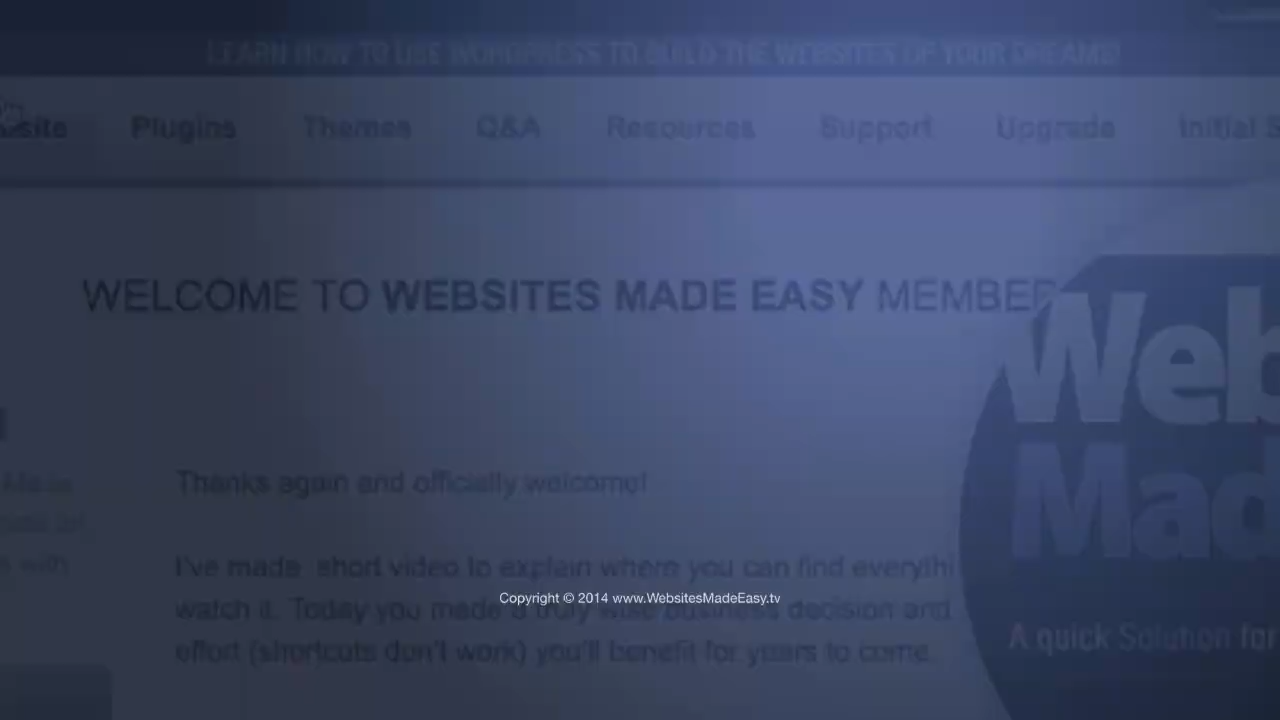 LEARN HOW TO USE WORDPRESS TO BUILD THE WEBSITES OF YOUR DREAMS!
Plugins Themes Q&A Resources Support Upgrade Initial S
WELCOME TO WEBSITES MADE EASY MEMBER
Web
Mad
A quick Solution for
Thanks again and officially welcome!
I've made short video to explain where you can find everythi
Copyright © 2014 www.WebsitesMadeEasy.tv
watch it. Today you made a truly wise business decision and
effort (shortcuts don't work) you'll benefit for years to come.